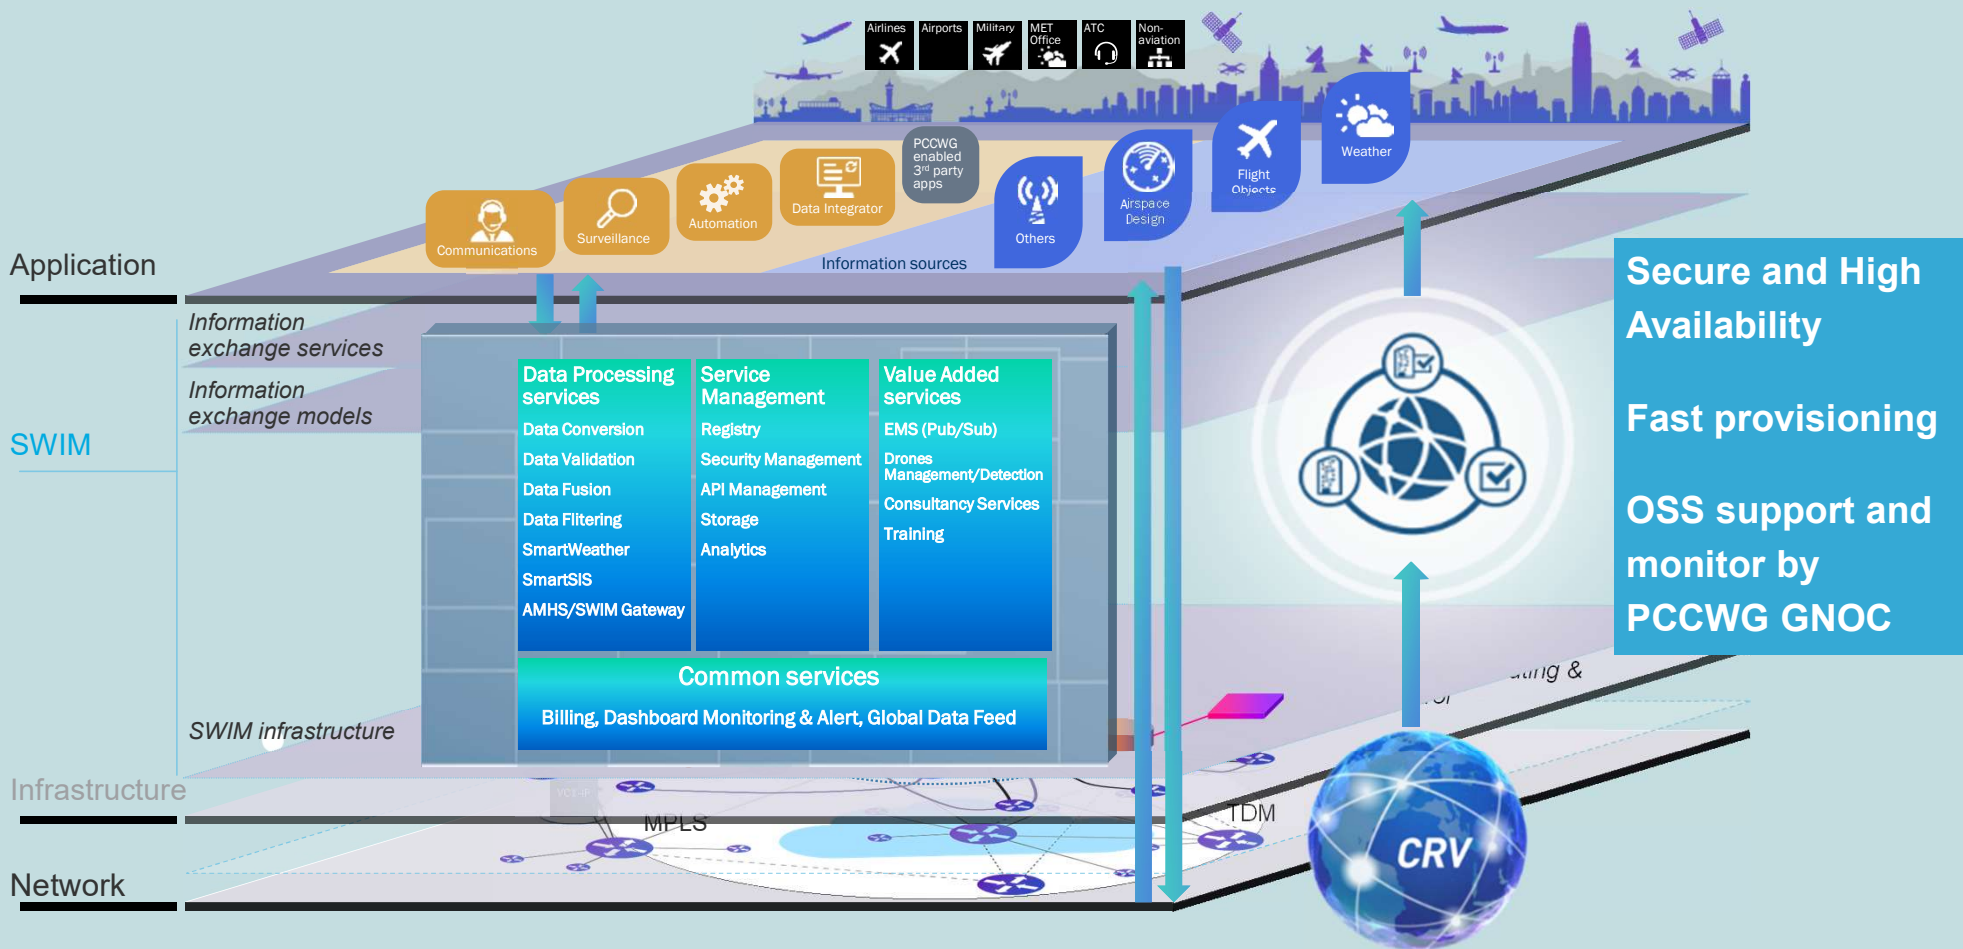 Airlines
Airports
Military
MET
Office
ATC
Non-
aviation
Weather
Flight
Objects
Airspace
Design
Others
PCCWG
enabled
3rd party
apps
Data Integrator
Automation
Surveillance
Communications
Information sources
Application
Information
exchange services
Information
exchange models
SWIM
SWIM infrastructure
Infrastructure
Network
Data Processing
services
Data Conversion
Data Validation
Data Fusion
Data Flitering
SmartWeather
SmartSIS
AMHS/SWIM Gateway
Service
Management
Registry
Security Management
API Management
Storage
Analytics
Value Added
services
EMS (Pub/Sub)
Drones
Management/Detection
Consultancy Services
Training
Common services
Billing, Dashboard Monitoring & Alert, Global Data Feed
MPLS
TDM
CRV
Secure and High
Availability
Fast provisioning
OSS support and
monitor by
PCCWG GNOC